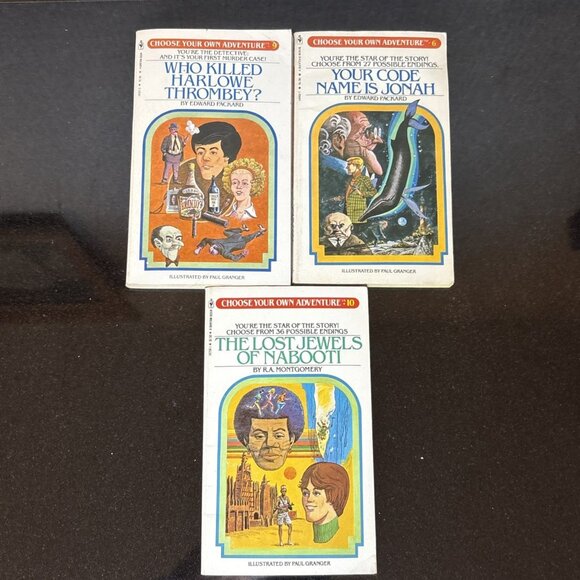 CHOOSE YOUR OWN ADVENTURE™ 9
YOU'RE THE DETECTIVE:
AND IT'S YOUR FIRST MURDER CASE!
WHO KILLED
HARLOWE
THROMBEY?
BY EDWARD PACKARD
ILLUSTRATED BY PAUL GRANGER
CHOOSE YOUR OWN ADVENTURE™ 6
YOU'RE THE STAR OF THE STORY!
CHOOSE FROM 27 POSSIBLE ENDINGS.
YOUR CODE
NAME IS JONAH
BY EDWARD PACKARD
ILLUSTRATED BY PAUL GRANGER
CHOOSE YOUR OWN ADVENTURE™ 10
YOU'RE THE STAR OF THE STORY!
CHOOSE FROM 36 POSSIBLE ENDINGS
THE LOST JEWELS
OF NABOOTI
BY R.A. MONTGOMERY
ILLUSTRATED BY PAUL GRANGER